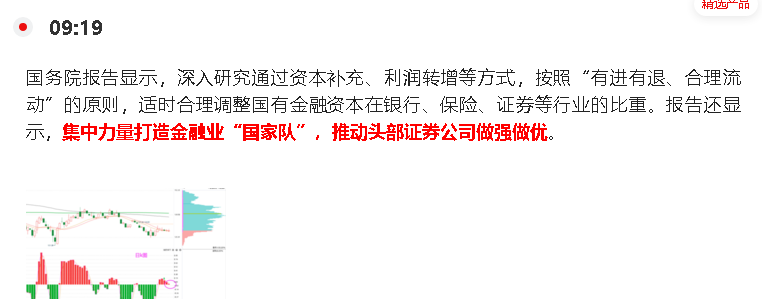 精选产品
09:19
国务院报告显示，深入研究通过资本补充、利润转增等方式，按照“有进有退、合理流
动”的原则，适时合理调整国有金融资本在银行、保险、证券等行业的比重。报告还显
示，集中力量打造金融业“国家队”，推动头部证券公司做强做优。